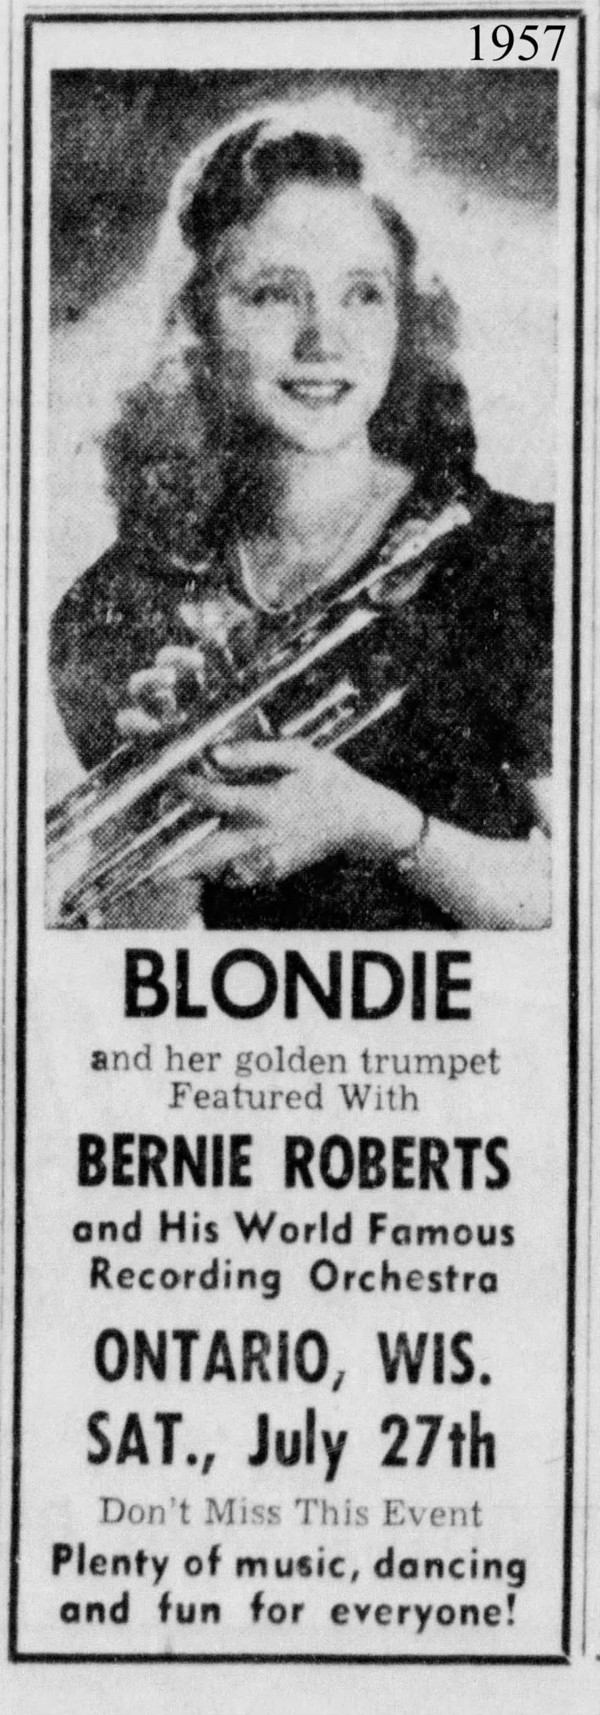 1957
BLONDIE
and her golden trumpet
Featured With
BERNIE ROBERTS
and His World Famous
Recording Orchestra
ONTARIO, WIS.
SAT., July 27th
Don't Miss This Event
Plenty of music, dancing
and fun for everyone!